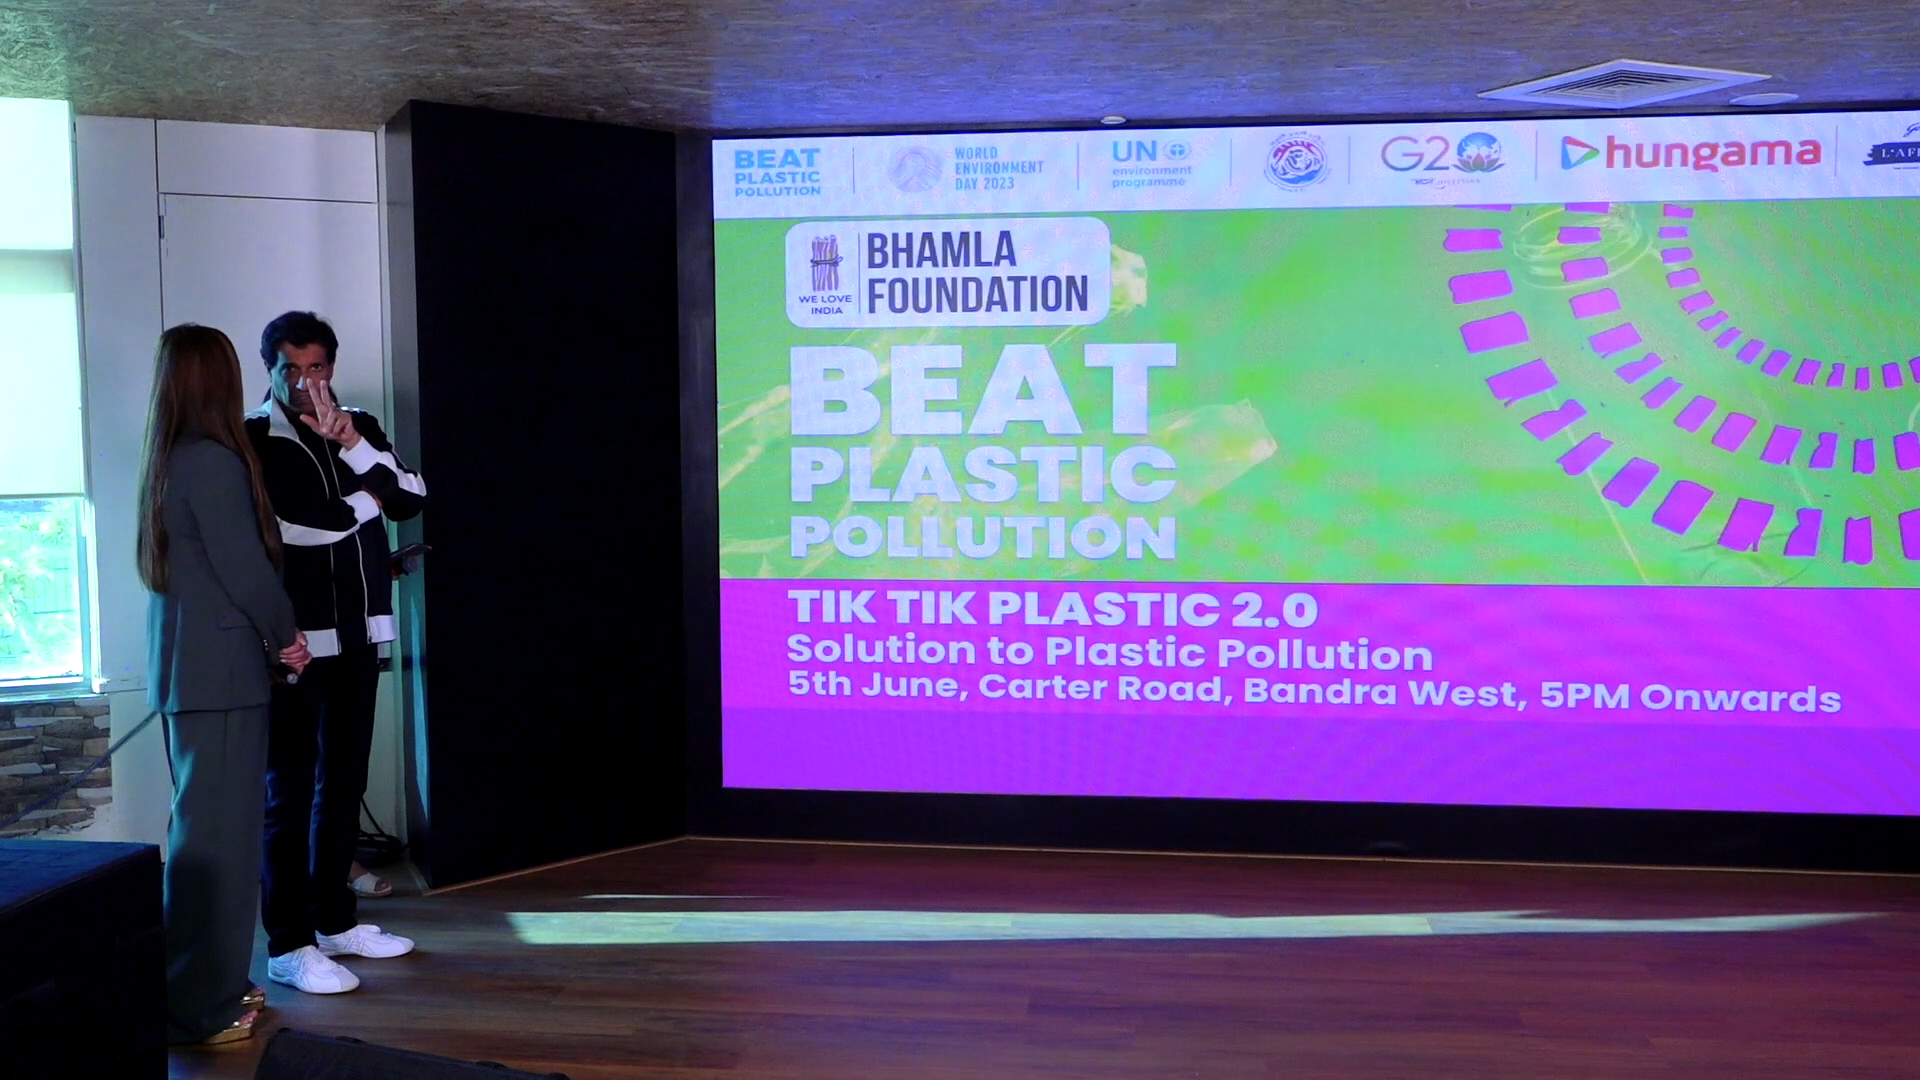 BEAT
PLASTIC
POLLUTION
WORLD
ENVIRONMENT
DAY 2023
UN
environment
programme
G20
hungama
WE LOVE
INDIA
BHAMLA
FOUNDATION
BEAT
PLASTIC
POLLUTION
TIK TIK PLASTIC 2.0
Solution to Plastic Pollution
5th June, Carter Road, Bandra West, 5PM Onwards